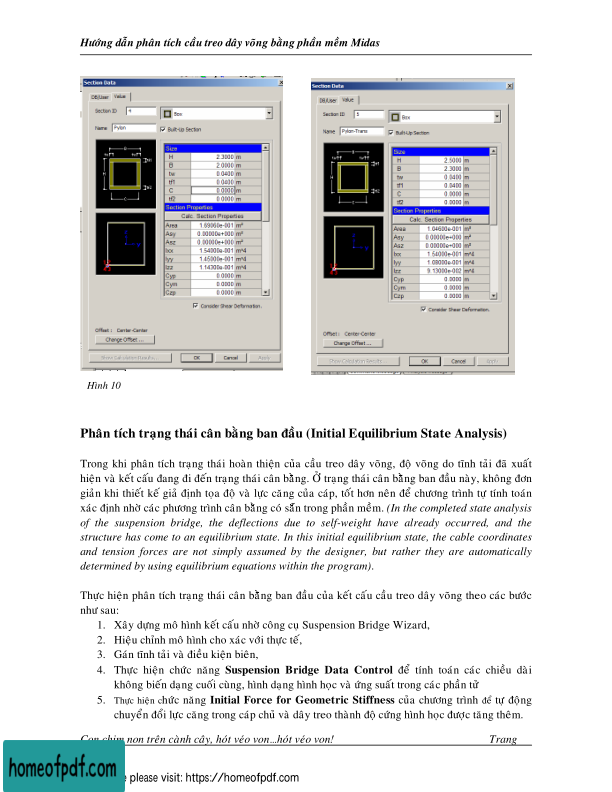 Hướng dẫn phân tích cầu treo dây võng bằng phần mềm Midas
Section Data
DB/User Value
Section ID 4 Box
Name Pylon Built-Up Section
Size
H 2.3000 m
B 2.0000 m
tw 0.0400 m
tf1 0.0400 m
C 0.0000 m
tf2 0.0000 m
Section Properties
Calc. Section Properties
Area 1.69060e-001 m²
Asy 0.00000e+000 m²
Asz 0.00000e+000 m²
Ixx 1.54000e-001 m^4
Iyy 1.45000e-001 m^4
Izz 1.14300e-001 m^4
Cyp 0.0000 m
Cym 0.0000 m
Czp 0.0000 m
Consider Shear Deformation.
Offset : Center-Center
Change Offset ...
OK Cancel Apply
Section Data
DB/User Value
Section ID 5 Box
Name Pylon-Trans Built-Up Section
Size
H 2.5000 m
B 2.3000 m
tw 0.0400 m
tf1 0.0400 m
C 0.0000 m
tf2 0.0000 m
Section Properties
Calc. Section Properties
Area 1.04600e-001 m²
Asy 0.00000e+000 m²
Asz 0.00000e+000 m²
Ixx 1.54000e-001 m^4
Iyy 1.08000e-001 m^4
Izz 9.13000e-002 m^4
Cyp 0.0000 m
Cym 0.0000 m
Czp 0.0000 m
Consider Shear Deformation.
Offset : Center-Center
Change Offset ...
Show Calculation Results... OK Cancel Apply
Hình 10
Phân tích trạng thái cân bằng ban đầu (Initial Equilibrium State Analysis)
Trong khi phân tích trạng thái hoàn thiện của cầu treo dây võng, độ võng do tĩnh tải đã xuất
hiện và kết cấu đang đi đến trạng thái cân bằng. Ở trạng thái cân bằng ban đầu này, không đơn
giản khi thiết kế giả định tọa độ và lực căng của cáp, tốt hơn nên để chương trình tự tính toán
xác định nhờ các phương trình cân bằng có sẵn trong phần mềm. (In the completed state analysis
of the suspension bridge, the deflections due to self-weight have already occurred, and the
structure has come to an equilibrium state. In this initial equilibrium state, the cable coordinates
and tension forces are not simply assumed by the designer, but rather they are automatically
determined by using equilibrium equations within the program).
Thực hiện phân tích trạng thái cân bằng ban đầu của kết cấu cầu treo dây võng theo các bước
như sau:
1. Xây dựng mô hình kết cấu nhờ công cụ Suspension Bridge Wizard,
2. Hiệu chỉnh mô hình cho xác với thực tế,
3. Gán tĩnh tải và điều kiện biên,
4. Thực hiện chức năng Suspension Bridge Data Control để tính toán các chiều dài
không biến dạng cuối cùng, hình dạng hình học và ứng suất trong các phần tử
5. Thực hiện chức năng Initial Force for Geometric Stiffness của chương trình để tự động
chuyển đổi lực căng trong cáp chủ và dây treo thành độ cứng hình học được tăng thêm.
Con chim non trên cành cây, hót véo von...hót véo von! Trang
homeofpdf.com
e please visit: https://homeofpdf.com